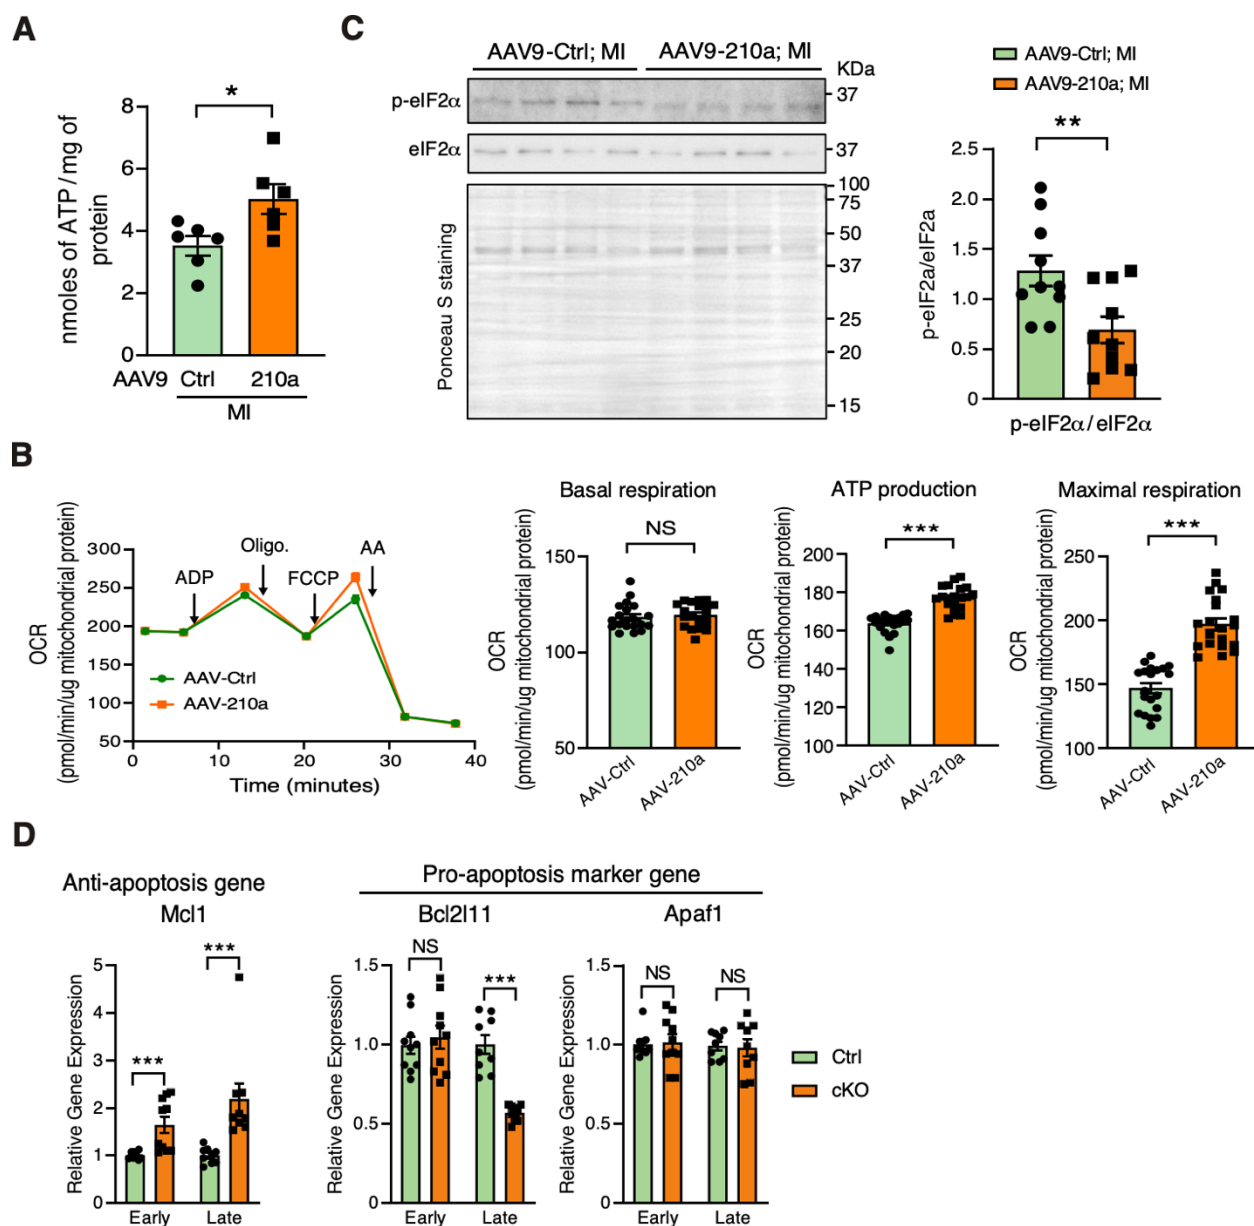 A
nmoles of ATP/mg of
protein
8
6
4
2
0
*
AAV9 Ctrl 210a
MI
C
AAV9-Ctrl; MI AAV9-210a; MI
KDa
p-eIF2α
37
eIF2α
37
Ponceau S staining
100
75
50
37
25
20
15
AAV9-Ctrl; MI
AAV9-210a; MI
**
p-eIF2a/eIF2a
2.5
2.0
1.5
1.0
0.5
0
p-eIF2α/eIF2α
B
OCR
(pmol/min/ug mitochondrial protein)
300
250
200
150
100
50
ADP
Oligo.
FCCP
AA
AAV-Ctrl
AAV-210a
0 10 20 30 40
Time (minutes)
Basal respiration
NS
OCR
(pmol/min/ug mitochondrial protein)
150
100
50
AAV-Ctrl
AAV-210a
ATP production
***
OCR
(pmol/min/ug mitochondrial protein)
200
180
160
140
120
100
AAV-Ctrl
AAV-210a
Maximal respiration
***
OCR
(pmol/min/ug mitochondrial protein)
250
200
150
100
AAV-Ctrl
AAV-210a
D
Anti-apoptosis gene
Mcl1
Relative Gene Expression
5
4
3
2
1
0
***
***
Early Late
Pro-apoptosis marker gene
Bcl2l11
Relative Gene Expression
1.5
1.0
0.5
0
NS
***
Early Late
Apaf1
Relative Gene Expression
1.5
1.0
0.5
0
NS
NS
Early Late
Ctrl
cKO